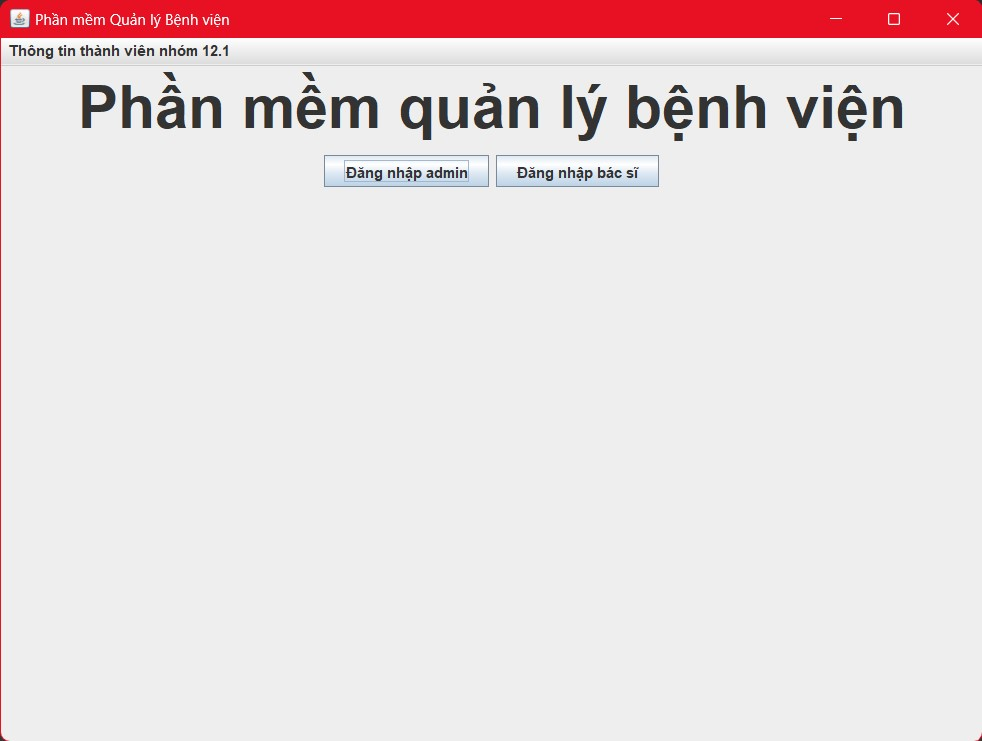 Phần mềm Quản lý Bệnh viện
Thông tin thành viên nhóm 12.1
Phần mềm quản lý bệnh viện
Đăng nhập admin Đăng nhập bác sĩ